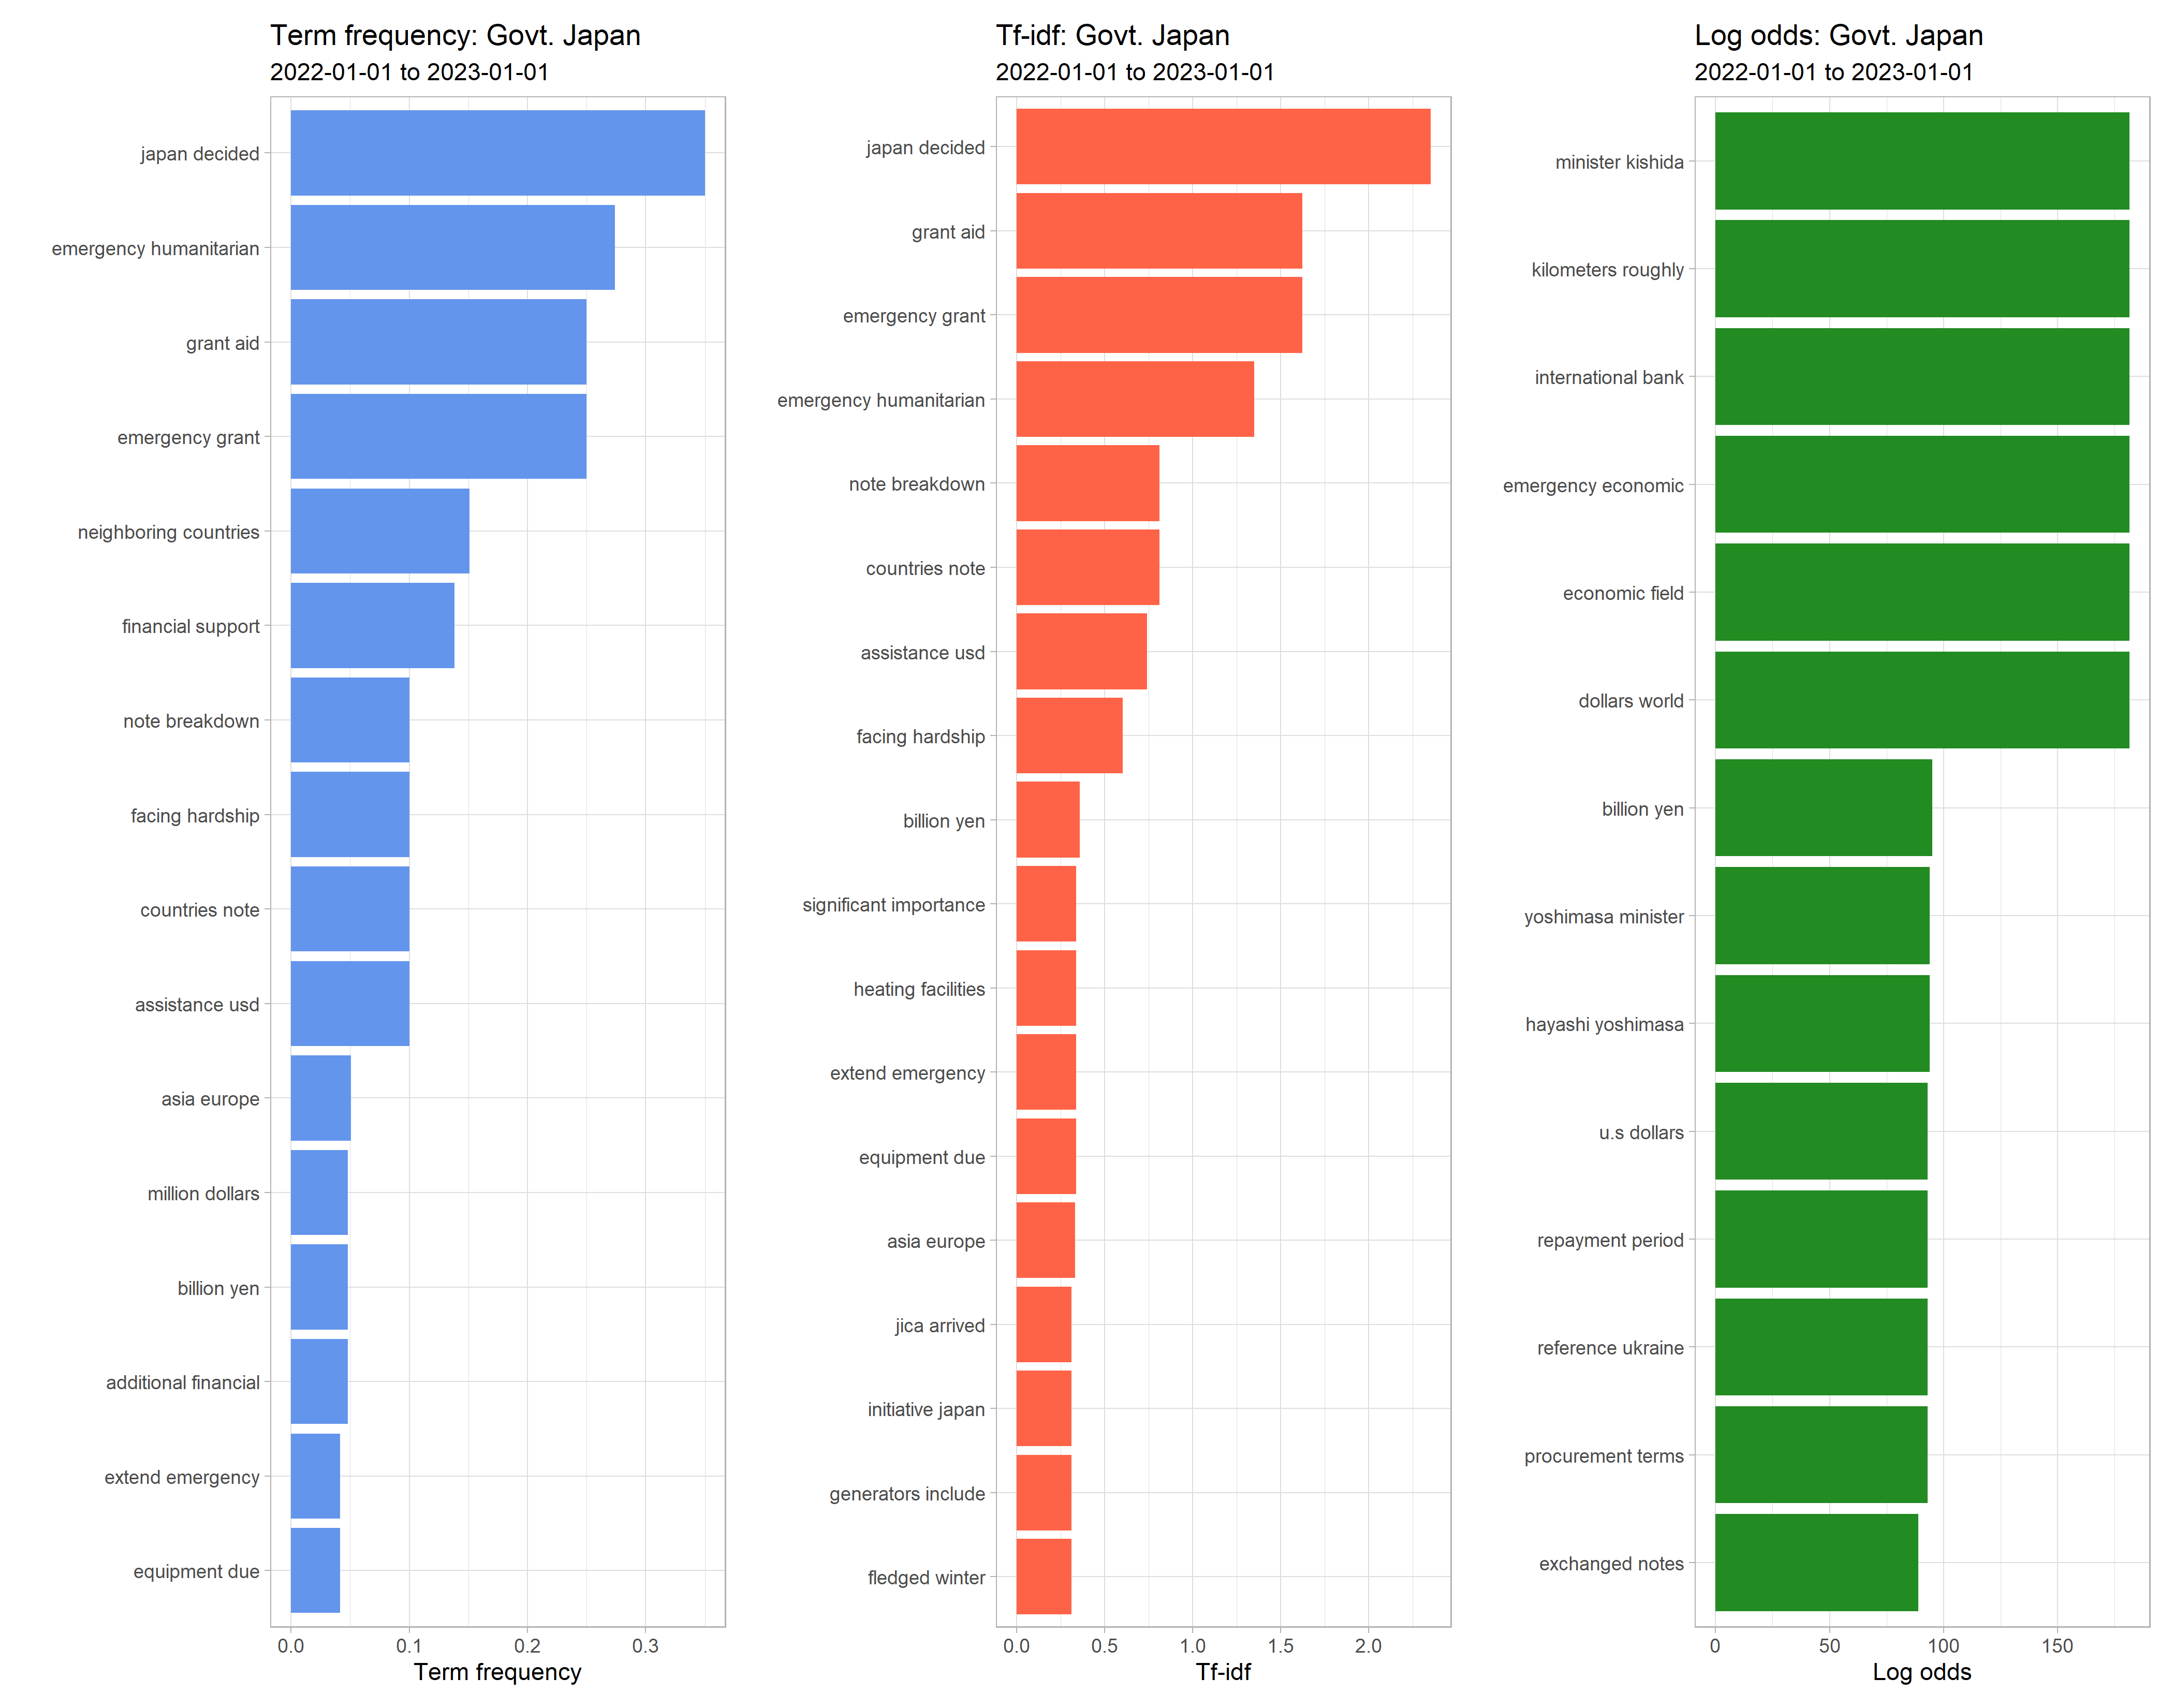 Term frequency: Govt. Japan
2022-01-01 to 2023-01-01
japan decided
emergency humanitarian
grant aid
emergency grant
neighboring countries
financial support
note breakdown
facing hardship
countries note
assistance usd
asia europe
million dollars
billion yen
additional financial
extend emergency
equipment due
0.0 0.1 0.2 0.3
Term frequency
Tf-idf: Govt. Japan
2022-01-01 to 2023-01-01
japan decided
grant aid
emergency grant
emergency humanitarian
note breakdown
countries note
assistance usd
facing hardship
billion yen
significant importance
heating facilities
extend emergency
equipment due
asia europe
jica arrived
initiative japan
generators include
fledged winter
0.0 0.5 1.0 1.5 2.0
Tf-idf
Log odds: Govt. Japan
2022-01-01 to 2023-01-01
minister kishida
kilometers roughly
international bank
emergency economic
economic field
dollars world
billion yen
yoshimasa minister
hayashi yoshimasa
u.s dollars
repayment period
reference ukraine
procurement terms
exchanged notes
0 50 100 150
Log odds